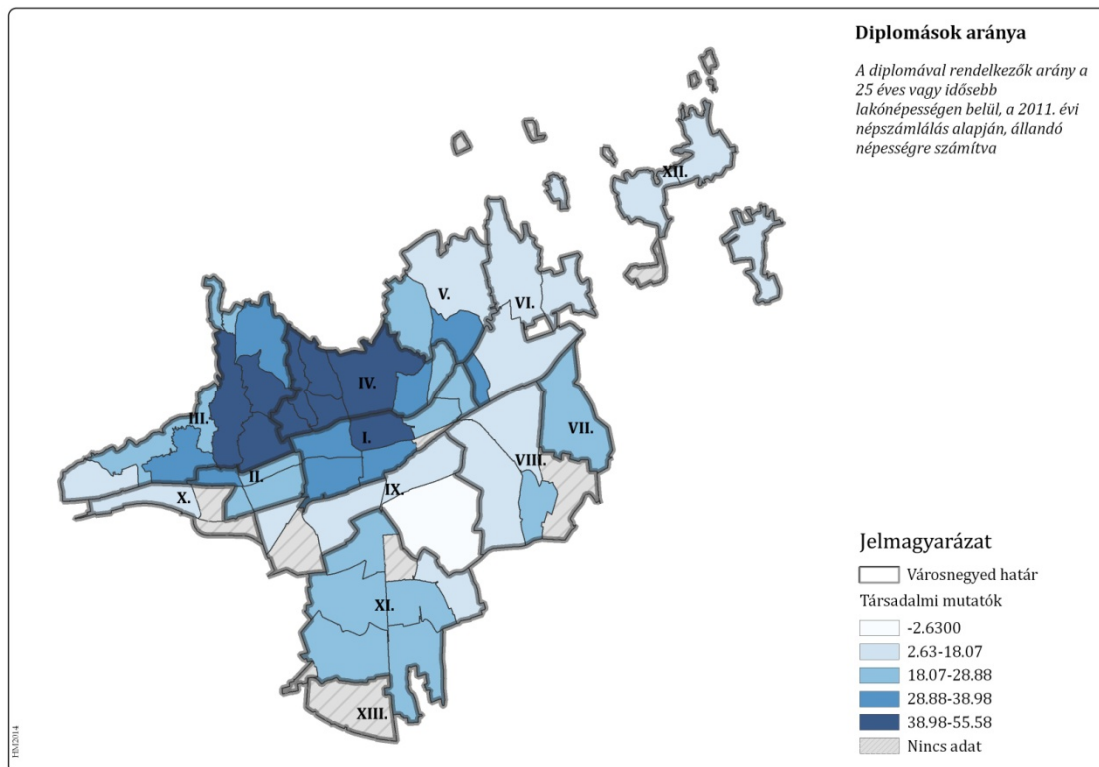 Diplomások aránya
A diplomával rendelkezők arány a
25 éves vagy idősebb
lakónépességen belül, a 2011. évi
népszámlálás alapján, állandó
népességre számítva
XII.
V.
VI.
IV.
III.
I.
VII.
VIII.
II.
IX.
X.
XI.
XIII.
Jelmagyarázat
Városnegyed határ
Társadalmi mutatók
-2.6300
2.63-18.07
18.07-28.88
28.88-38.98
38.98-55.58
Nincs adat
HM2014